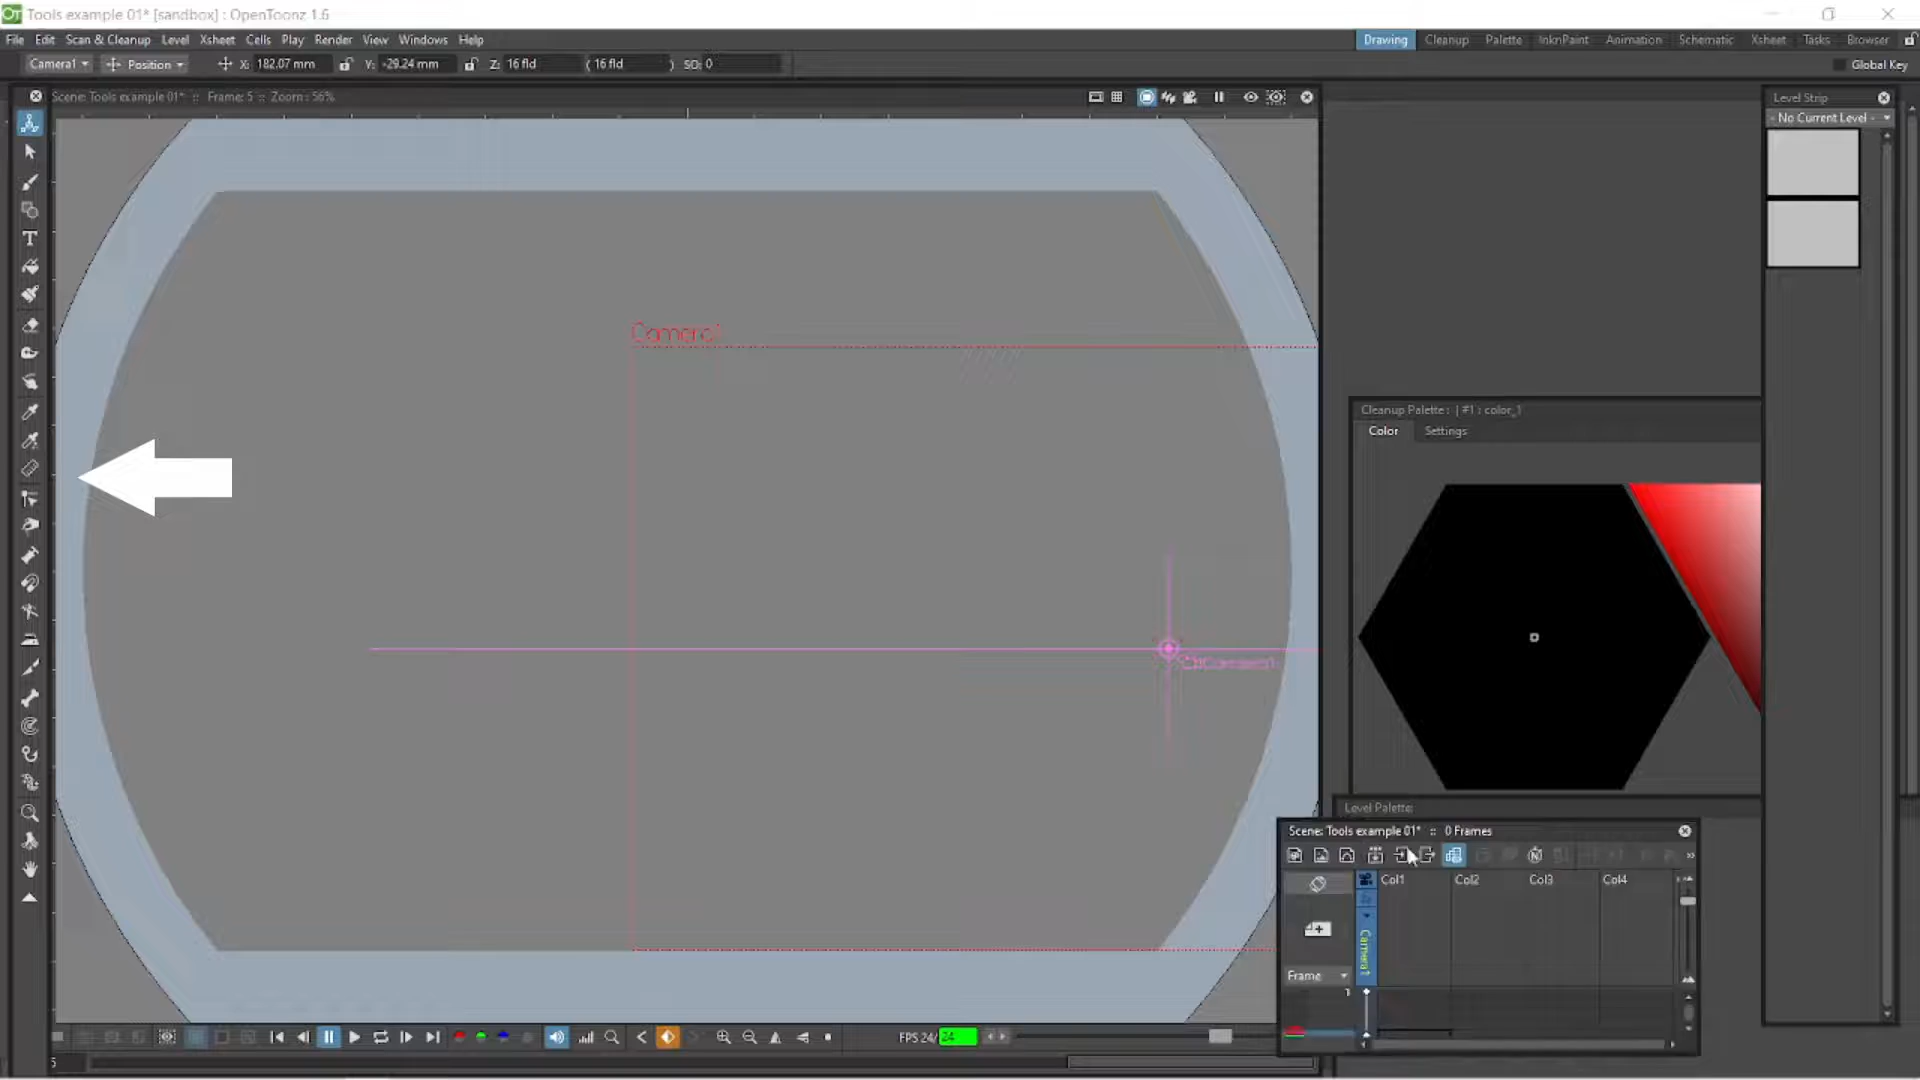 Tools example 01* [sandbox] : OpenToonz 1.6
File Edit Scan & Cleanup Level Xsheet Cells Play Render View Windows Help
Drawing Cleanup Palette InknPaint Animation Schematic Xsheet Tasks Browser
Camera1 Position X: 182.07 mm Y: -29.24 mm Z: 16 fld ( 16 fld ) SO: 0 Global Key
Scene: Tools example 01* :: Frame: 5 :: Zoom : 56%
Level Strip
- No Current Level -
Camera1
Cleanup Palette : | #1 : color_1
Color Settings
Level Palette:
Scene: Tools example 01* :: 0 Frames
Col1 Col2 Col3 Col4
Camera1
Frame
1
FPS 24/ 24
5